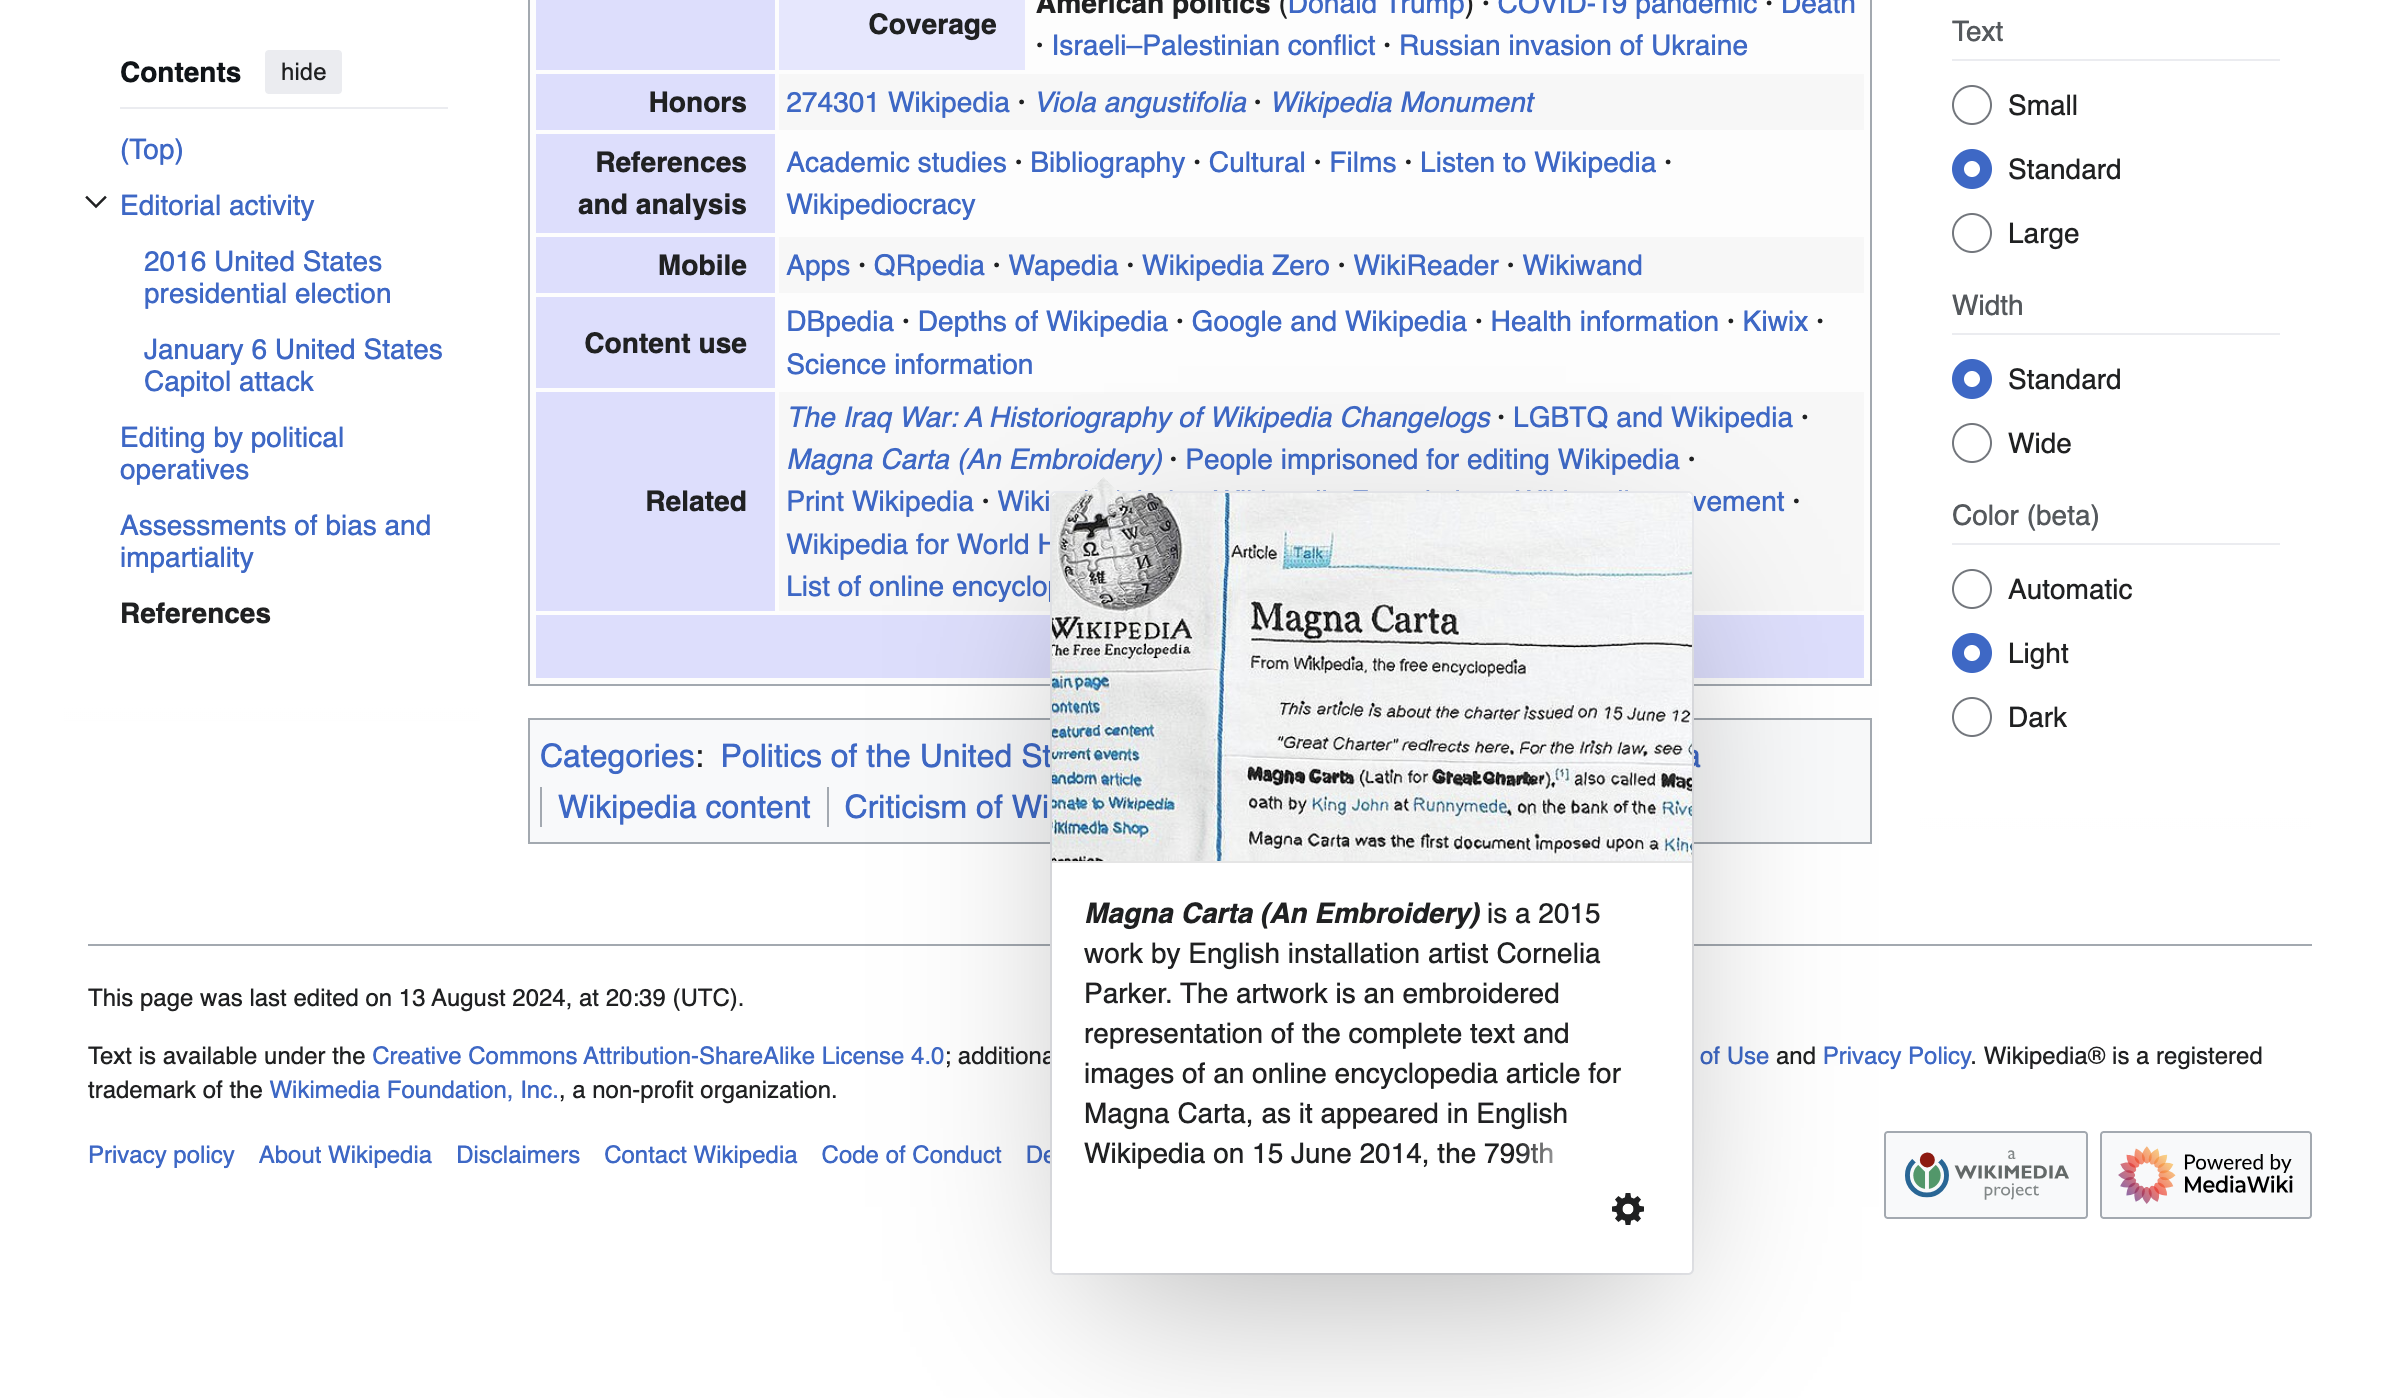 Contents hide
(Top)
Editorial activity
2016 United States
presidential election
January 6 United States
Capitol attack
Editing by political
operatives
Assessments of bias and
impartiality
References
Coverage
American politics (Donald Trump) · COVID-19 pandemic · Death
· Israeli–Palestinian conflict · Russian invasion of Ukraine
Honors
274301 Wikipedia · Viola angustifolia · Wikipedia Monument
References
and analysis
Academic studies · Bibliography · Cultural · Films · Listen to Wikipedia ·
Wikipediocracy
Mobile
Apps · QRpedia · Wapedia · Wikipedia Zero · WikiReader · Wikiwand
Content use
DBpedia · Depths of Wikipedia · Google and Wikipedia · Health information · Kiwix ·
Science information
Related
The Iraq War: A Historiography of Wikipedia Changelogs · LGBTQ and Wikipedia ·
Magna Carta (An Embroidery) · People imprisoned for editing Wikipedia ·
Print Wikipedia · Wiki vement ·
Wikipedia for World H
List of online encyclo
Categories: Politics of the United St a
Wikipedia content | Criticism of Wi
WIKIPEDIA
The Free Encyclopedia
ain page
ontents
eatured content
urrent events
andom article
onate to Wikipedia
ikimedia Shop
Article Talk
Magna Carta
From Wikipedia, the free encyclopedia
This article is about the charter issued on 15 June 12
"Great Charter" redirects here. For the Irish law, see
Magna Carta (Latin for Great Charter),[1] also called Mag
oath by King John at Runnymede, on the bank of the Rive
Magna Carta was the first document imposed upon a King
Magna Carta (An Embroidery) is a 2015
work by English installation artist Cornelia
Parker. The artwork is an embroidered
representation of the complete text and
images of an online encyclopedia article for
Magna Carta, as it appeared in English
Wikipedia on 15 June 2014, the 799th
This page was last edited on 13 August 2024, at 20:39 (UTC).
Text is available under the Creative Commons Attribution-ShareAlike License 4.0; additiona of Use and Privacy Policy. Wikipedia® is a registered
trademark of the Wikimedia Foundation, Inc., a non-profit organization.
Privacy policy About Wikipedia Disclaimers Contact Wikipedia Code of Conduct De
a
WIKIMEDIA
project
Powered by
MediaWiki
Text
Small
Standard
Large
Width
Standard
Wide
Color (beta)
Automatic
Light
Dark